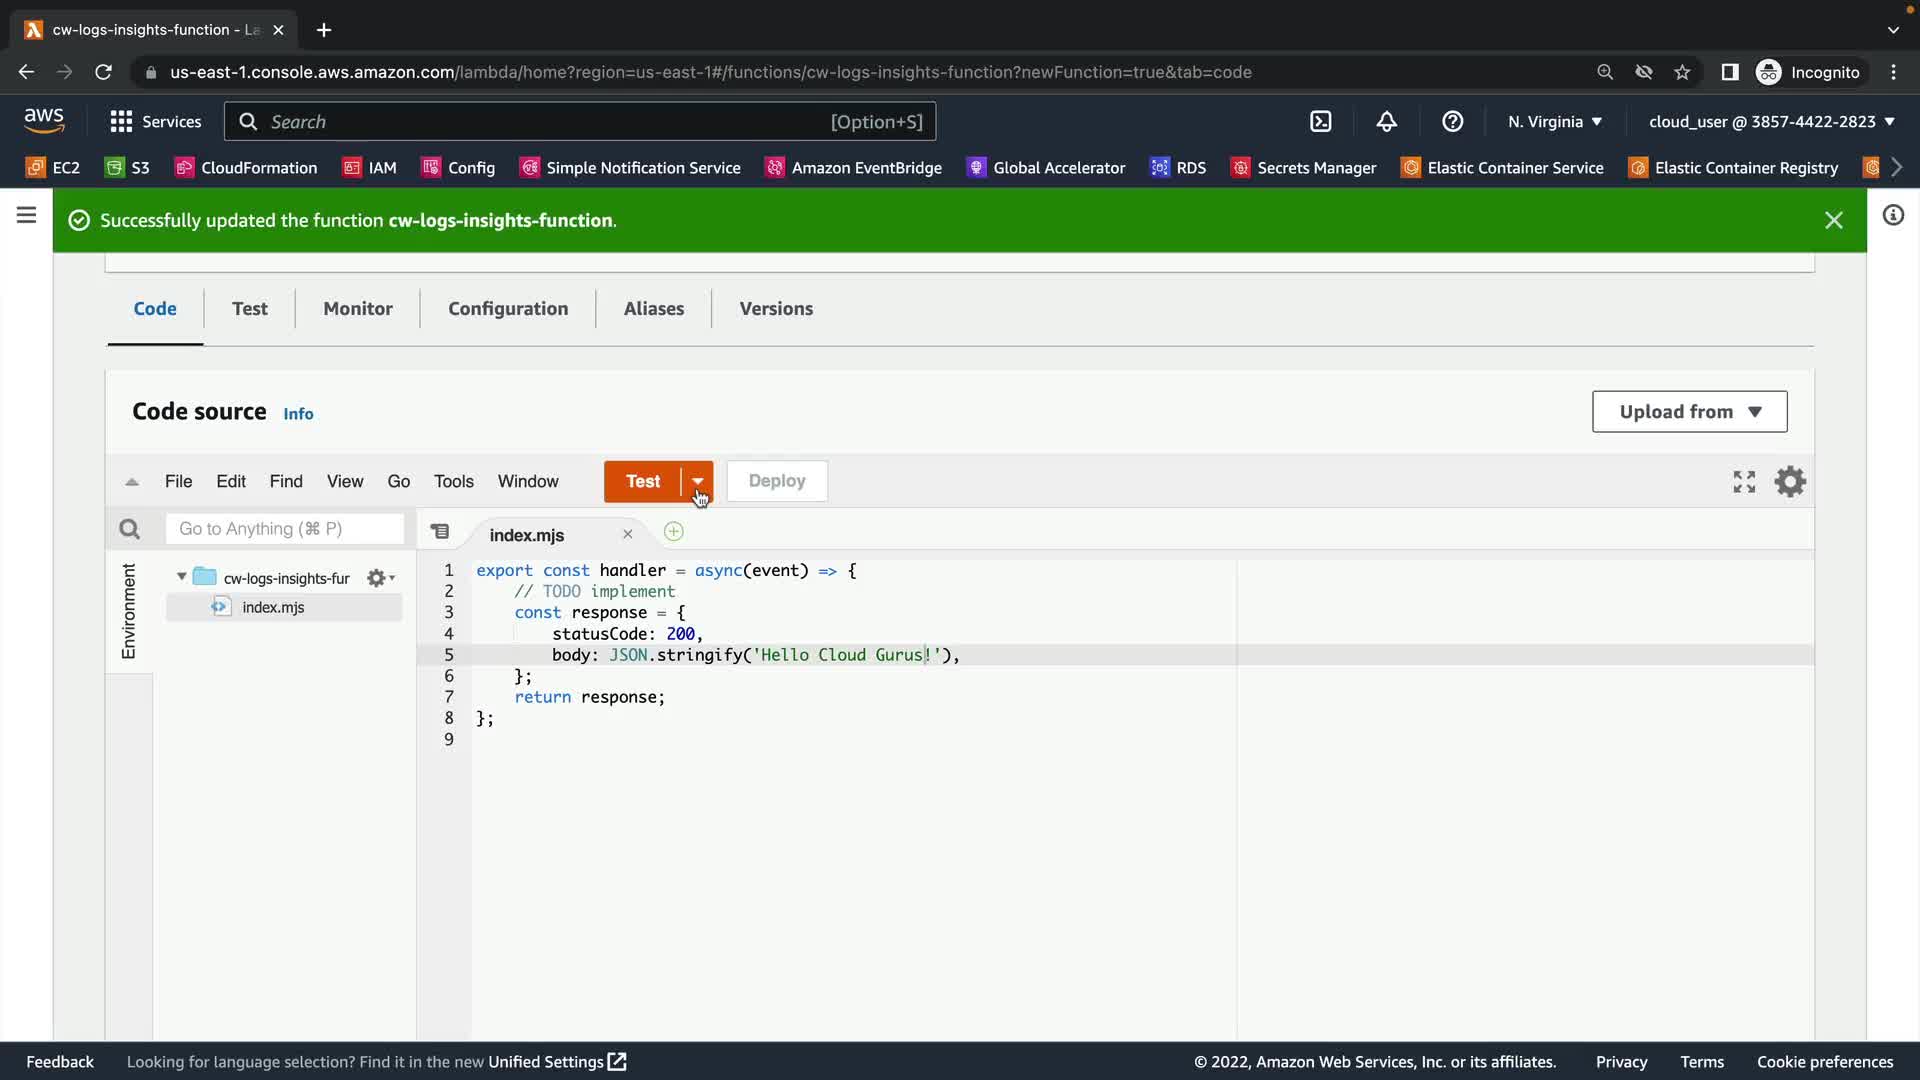 cw-logs-insights-function - La
us-east-1.console.aws.amazon.com/lambda/home?region=us-east-1#/functions/cw-logs-insights-function?newFunction=true&tab=code
Incognito
aws
Services
Search
[Option+S]
N. Virginia
cloud_user @ 3857-4422-2823
EC2
S3
CloudFormation
IAM
Config
Simple Notification Service
Amazon EventBridge
Global Accelerator
RDS
Secrets Manager
Elastic Container Service
Elastic Container Registry
Successfully updated the function cw-logs-insights-function.
Code
Test
Monitor
Configuration
Aliases
Versions
Code source
Info
Upload from
File
Edit
Find
View
Go
Tools
Window
Test
Deploy
Go to Anything (⌘ P)
index.mjs
Environment
cw-logs-insights-fur
index.mjs
1 export const handler = async(event) => {
2 // TODO implement
3 const response = {
4 statusCode: 200,
5 body: JSON.stringify('Hello Cloud Gurus!'),
6 };
7 return response;
8 };
9
Feedback
Looking for language selection? Find it in the new Unified Settings
© 2022, Amazon Web Services, Inc. or its affiliates.
Privacy
Terms
Cookie preferences